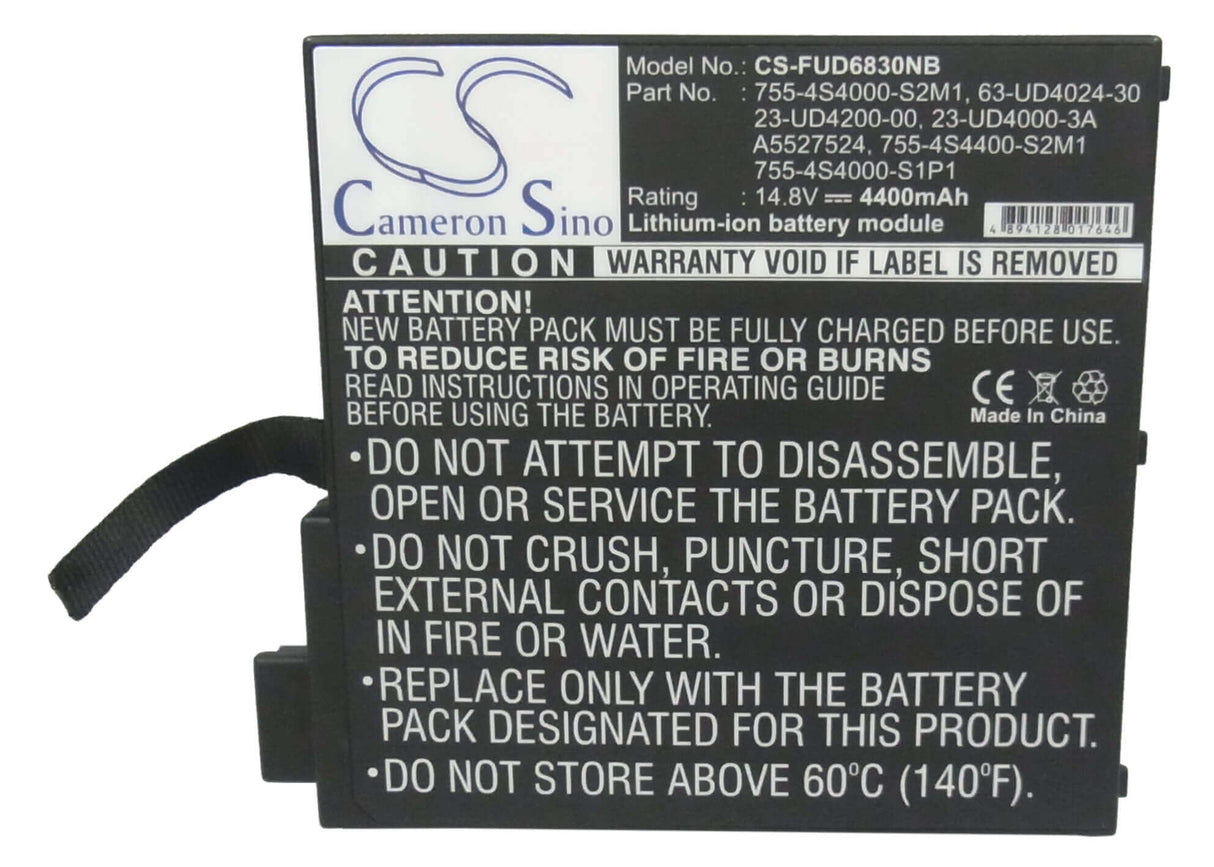 CS
Cameron Sino
Model No.: CS-FUD6830NB
Part No. : 755-4S4000-S2M1, 63-UD4024-30
23-UD4200-00, 23-UD4000-3A
A5527524, 755-4S4400-S2M1
755-4S4000-S1P1
Rating : 14.8V 4400mAh
Lithium-ion battery module
4 894128 017646
CAUTION WARRANTY VOID IF LABEL IS REMOVED
ATTENTION!
NEW BATTERY PACK MUST BE FULLY CHARGED BEFORE USE.
TO REDUCE RISK OF FIRE OR BURNS
READ INSTRUCTIONS IN OPERATING GUIDE
BEFORE USING THE BATTERY.
CE
Made In China
•DO NOT ATTEMPT TO DISASSEMBLE,
OPEN OR SERVICE THE BATTERY PACK.
•DO NOT CRUSH, PUNCTURE, SHORT
EXTERNAL CONTACTS OR DISPOSE OF
IN FIRE OR WATER.
•REPLACE ONLY WITH THE BATTERY
PACK DESIGNATED FOR THIS PRODUCT.
•DO NOT STORE ABOVE 60°C (140°F).